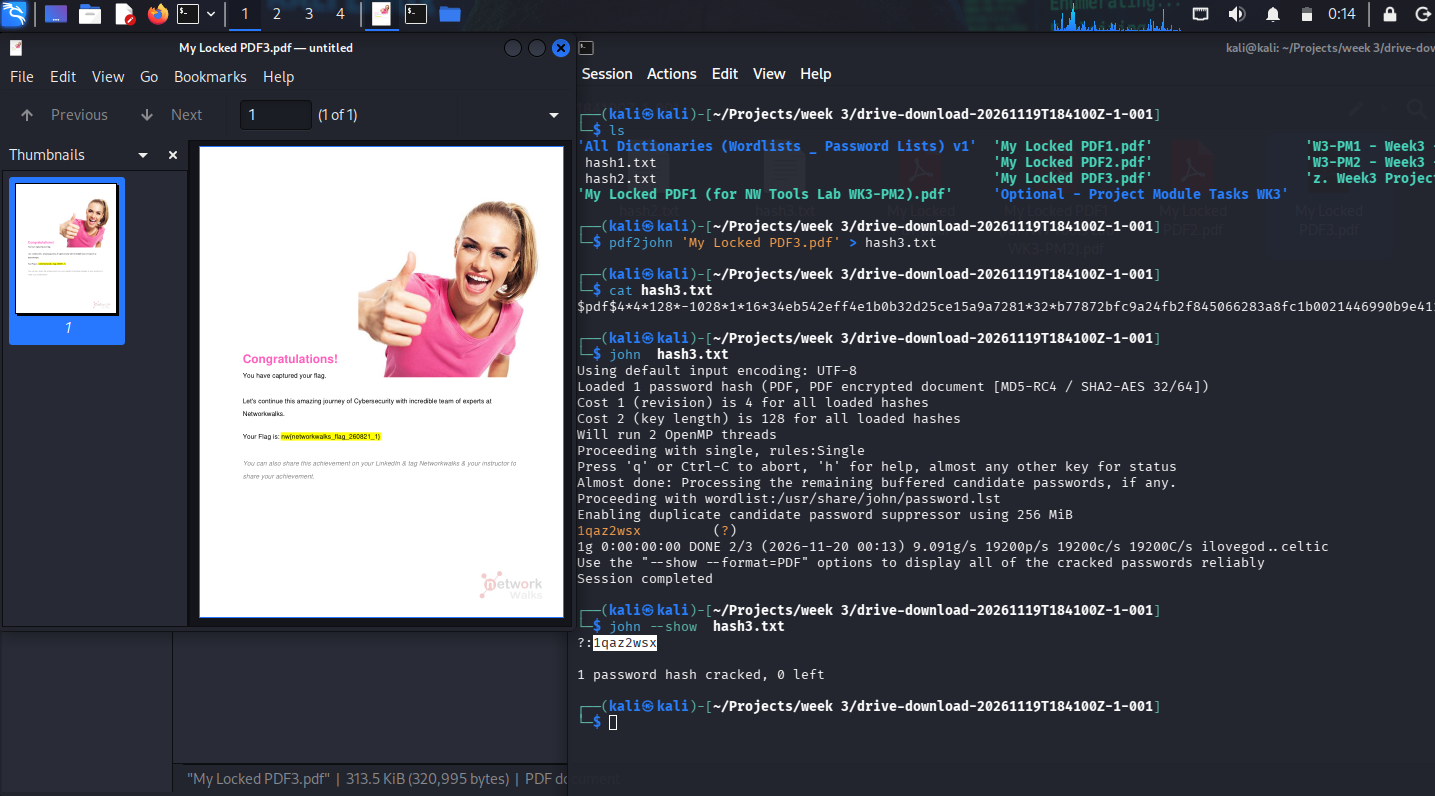 1 2 3 4
0:14
My Locked PDF3.pdf — untitled
File Edit View Go Bookmarks Help
Previous Next 1 (1 of 1)
Thumbnails
1
Congratulations!
You have captured your flag.
Let's continue this amazing journey of Cybersecurity with incredible team of experts at
Networkwalks.
Your Flag is: nw{networkwalks_flag_260821_1}
You can also share this achievement on your LinkedIn & tag Networkwalks & your instructor to
share your achievement.
network
Walks
"My Locked PDF3.pdf" | 313.5 KiB (320,995 bytes) | PDF document
kali@kali: ~/Projects/week 3/drive-dow
Session Actions Edit View Help
┌──(kali㉿kali)-[~/Projects/week 3/drive-download-20261119T184100Z-1-001]
└─$ ls
'All Dictionaries (Wordlists _ Password Lists) v1' 'My Locked PDF1.pdf' 'W3-PM1 - Week3 -
hash1.txt 'My Locked PDF2.pdf' 'W3-PM2 - Week3 -
hash2.txt 'My Locked PDF3.pdf' 'z. Week3 Projec
'My Locked PDF1 (for NW Tools Lab WK3-PM2).pdf' 'Optional - Project Module Tasks WK3'
┌──(kali㉿kali)-[~/Projects/week 3/drive-download-20261119T184100Z-1-001]
└─$ pdf2john 'My Locked PDF3.pdf' > hash3.txt
┌──(kali㉿kali)-[~/Projects/week 3/drive-download-20261119T184100Z-1-001]
└─$ cat hash3.txt
$pdf$4*4*128*-1028*1*16*34eb542eff4e1b0b32d25ce15a9a7281*32*b77872bfc9a24fb2f845066283a8fc1b0021446990b9e411
┌──(kali㉿kali)-[~/Projects/week 3/drive-download-20261119T184100Z-1-001]
└─$ john hash3.txt
Using default input encoding: UTF-8
Loaded 1 password hash (PDF, PDF encrypted document [MD5-RC4 / SHA2-AES 32/64])
Cost 1 (revision) is 4 for all loaded hashes
Cost 2 (key length) is 128 for all loaded hashes
Will run 2 OpenMP threads
Proceeding with single, rules:Single
Press 'q' or Ctrl-C to abort, 'h' for help, almost any other key for status
Almost done: Processing the remaining buffered candidate passwords, if any.
Proceeding with wordlist:/usr/share/john/password.lst
Enabling duplicate candidate password suppressor using 256 MiB
1qaz2wsx (?)
1g 0:00:00:00 DONE 2/3 (2026-11-20 00:13) 9.091g/s 19200p/s 19200c/s 19200C/s ilovegod..celtic
Use the "--show --format=PDF" options to display all of the cracked passwords reliably
Session completed
┌──(kali㉿kali)-[~/Projects/week 3/drive-download-20261119T184100Z-1-001]
└─$ john --show hash3.txt
?:1qaz2wsx
1 password hash cracked, 0 left
┌──(kali㉿kali)-[~/Projects/week 3/drive-download-20261119T184100Z-1-001]
└─$